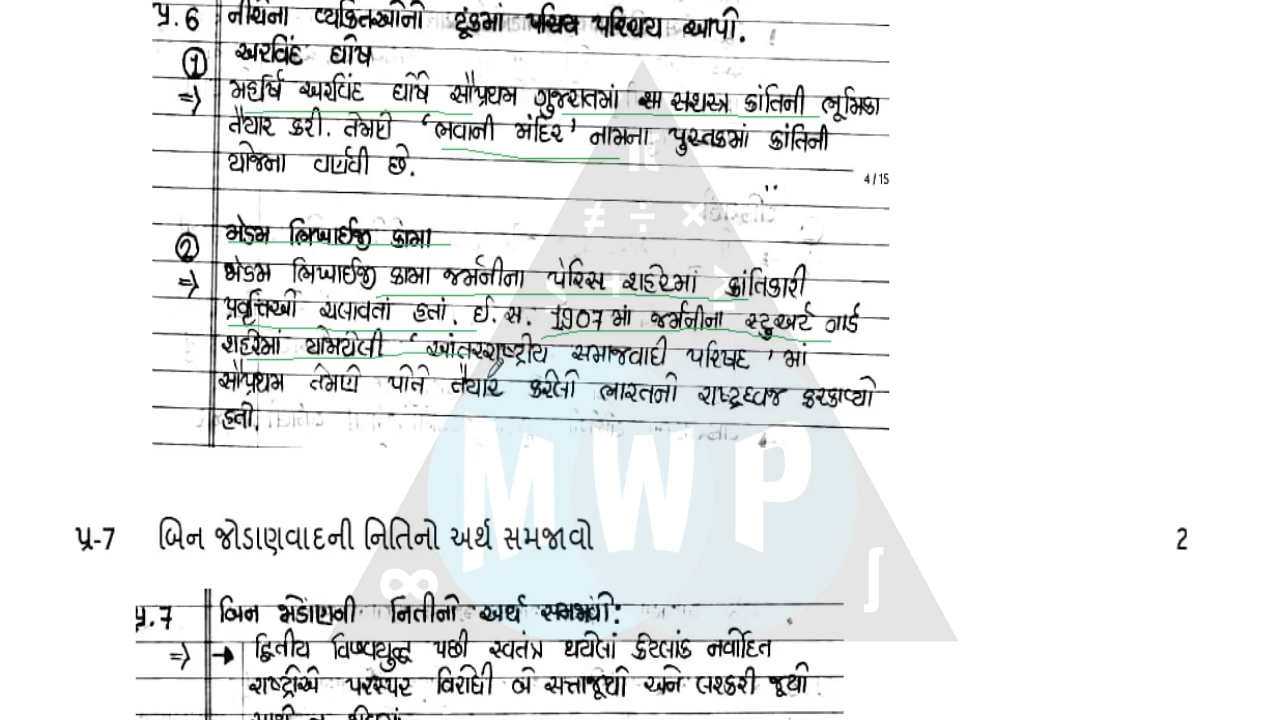 પ્ર.6 નીચેના વ્યક્તિઓનો ટૂંકમાં પરિચય આપો.
① અરવિંદ ઘોષ
=> મહર્ષિ અરવિંદ ઘોષે સૌપ્રથમ ગુજરાતમાં સશસ્ત્ર ક્રાંતિની ભૂમિકા
તૈયાર કરી. તેમણે 'ભવાની મંદિર' નામના પુસ્તકમાં ક્રાંતિની
યોજના વર્ણવી છે.
4/15
② મેડમ ભિખાઈજી કામા
=> મેડમ ભિખાઈજી કામા જર્મનીના પેરિસ શહેરમાં ક્રાંતિકારી
પ્રવૃત્તિઓ ચલાવતાં હતાં. ઈ.સ. 1907માં જર્મનીના સ્ટુઅર્ટ ગાર્ડ
શહેરમાં યોજાયેલી 'આંતરરાષ્ટ્રીય સમાજવાદી પરિષદ'માં
સૌપ્રથમ તેમણે પોતે તૈયાર કરેલો ભારતનો રાષ્ટ્રધ્વજ ફરકાવ્યો
હતો.
MWP
પ્ર-7 બિન જોડાણવાદની નિતિનો અર્થ સમજાવો 2
પ્ર.7 બિન નિતીનો અર્થ સમજાવો:
=> → દ્વિતીય વિશ્વયુદ્ધ પછી સ્વતંત્ર થયેલાં કેટલાંક નવોદિત
રાષ્ટ્રોએ પરસ્પર વિરોધી બે સત્તાજૂથો અને લશ્કરી જૂથો